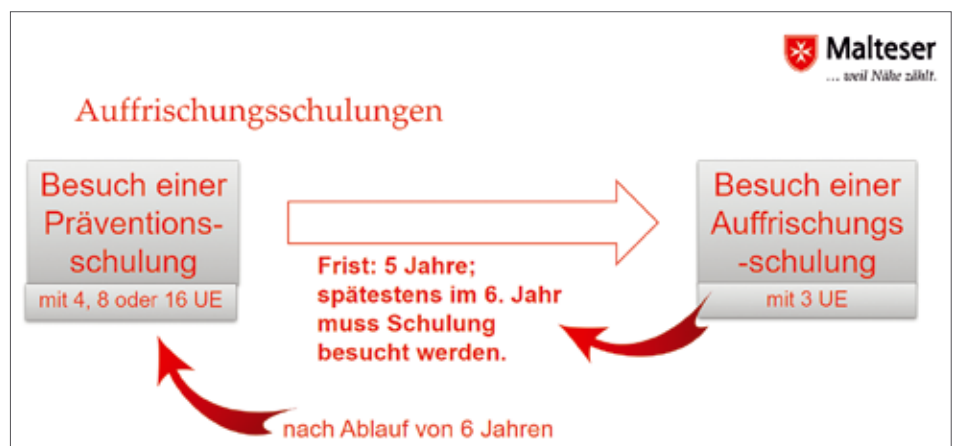 Malteser
... weil Nähe zählt.
Auffrischungsschulungen
Besuch einer
Präventions-
schulung
mit 4, 8 oder 16 UE
Frist: 5 Jahre;
spätestens im 6. Jahr
muss Schulung
besucht werden.
Besuch einer
Auffrischungs
-schulung
mit 3 UE
nach Ablauf von 6 Jahren